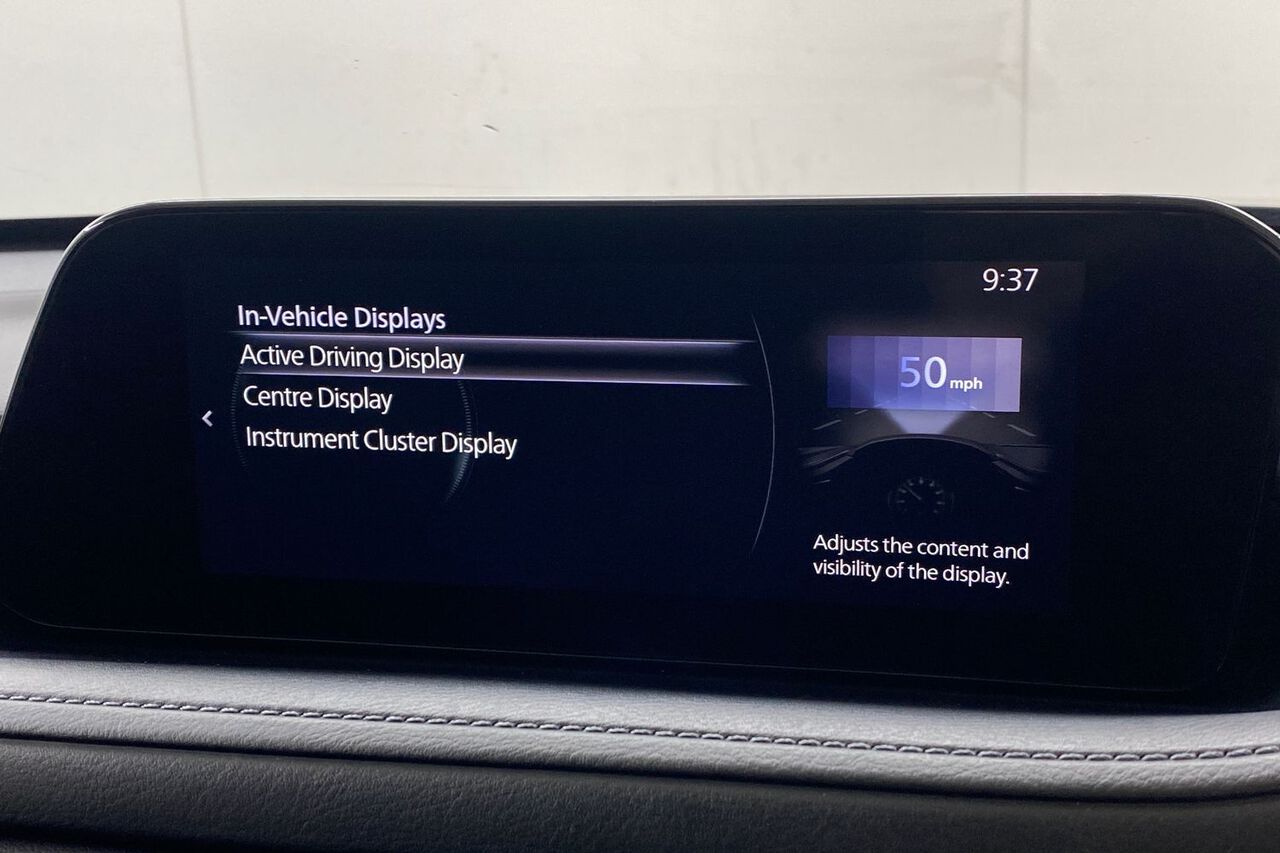 9:37
In-Vehicle Displays
Active Driving Display
Centre Display
Instrument Cluster Display
50 mph
Adjusts the content and
visibility of the display.